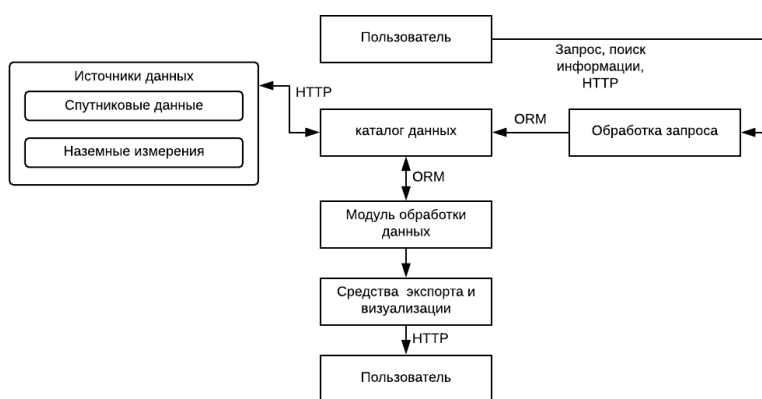 Пользователь
Запрос, поиск
информации,
HTTP
Источники данных
Спутниковые данные
Наземные измерения
HTTP
каталог данных
ORM
Обработка запроса
ORM
Модуль обработки
данных
Средства экспорта и
визуализации
HTTP
Пользователь